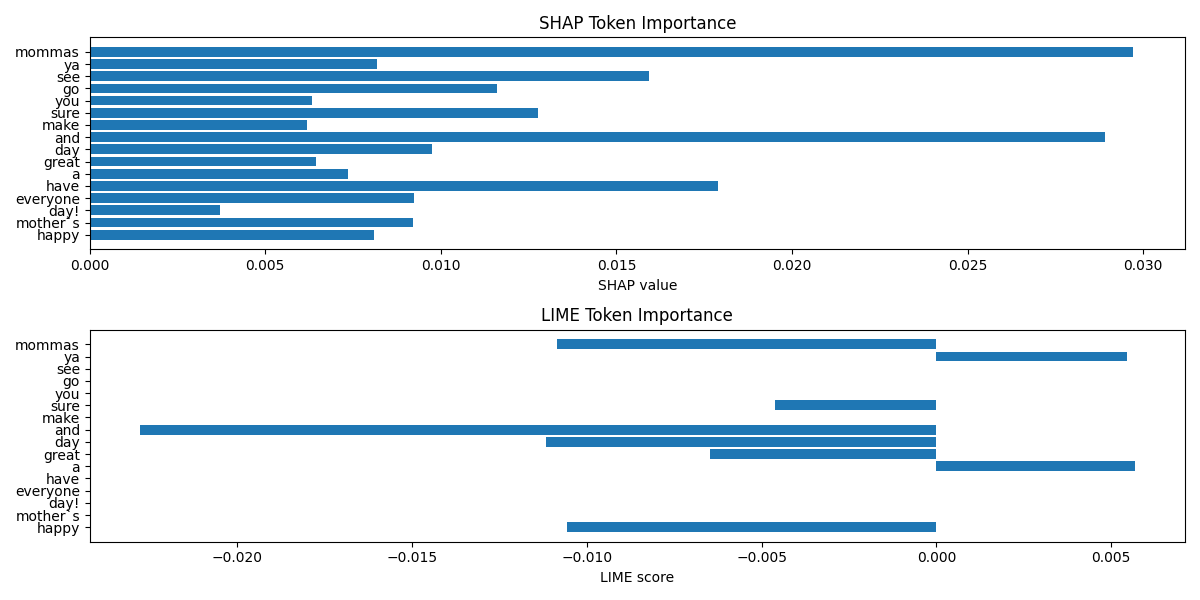 SHAP Token Importance
mommas
ya
see
go
you
sure
make
and
day
great
a
have
everyone
day!
mother`s
happy
0.000 0.005 0.010 0.015 0.020 0.025 0.030
SHAP value
LIME Token Importance
mommas
ya
see
go
you
sure
make
and
day
great
a
have
everyone
day!
mother`s
happy
−0.020 −0.015 −0.010 −0.005 0.000 0.005
LIME score